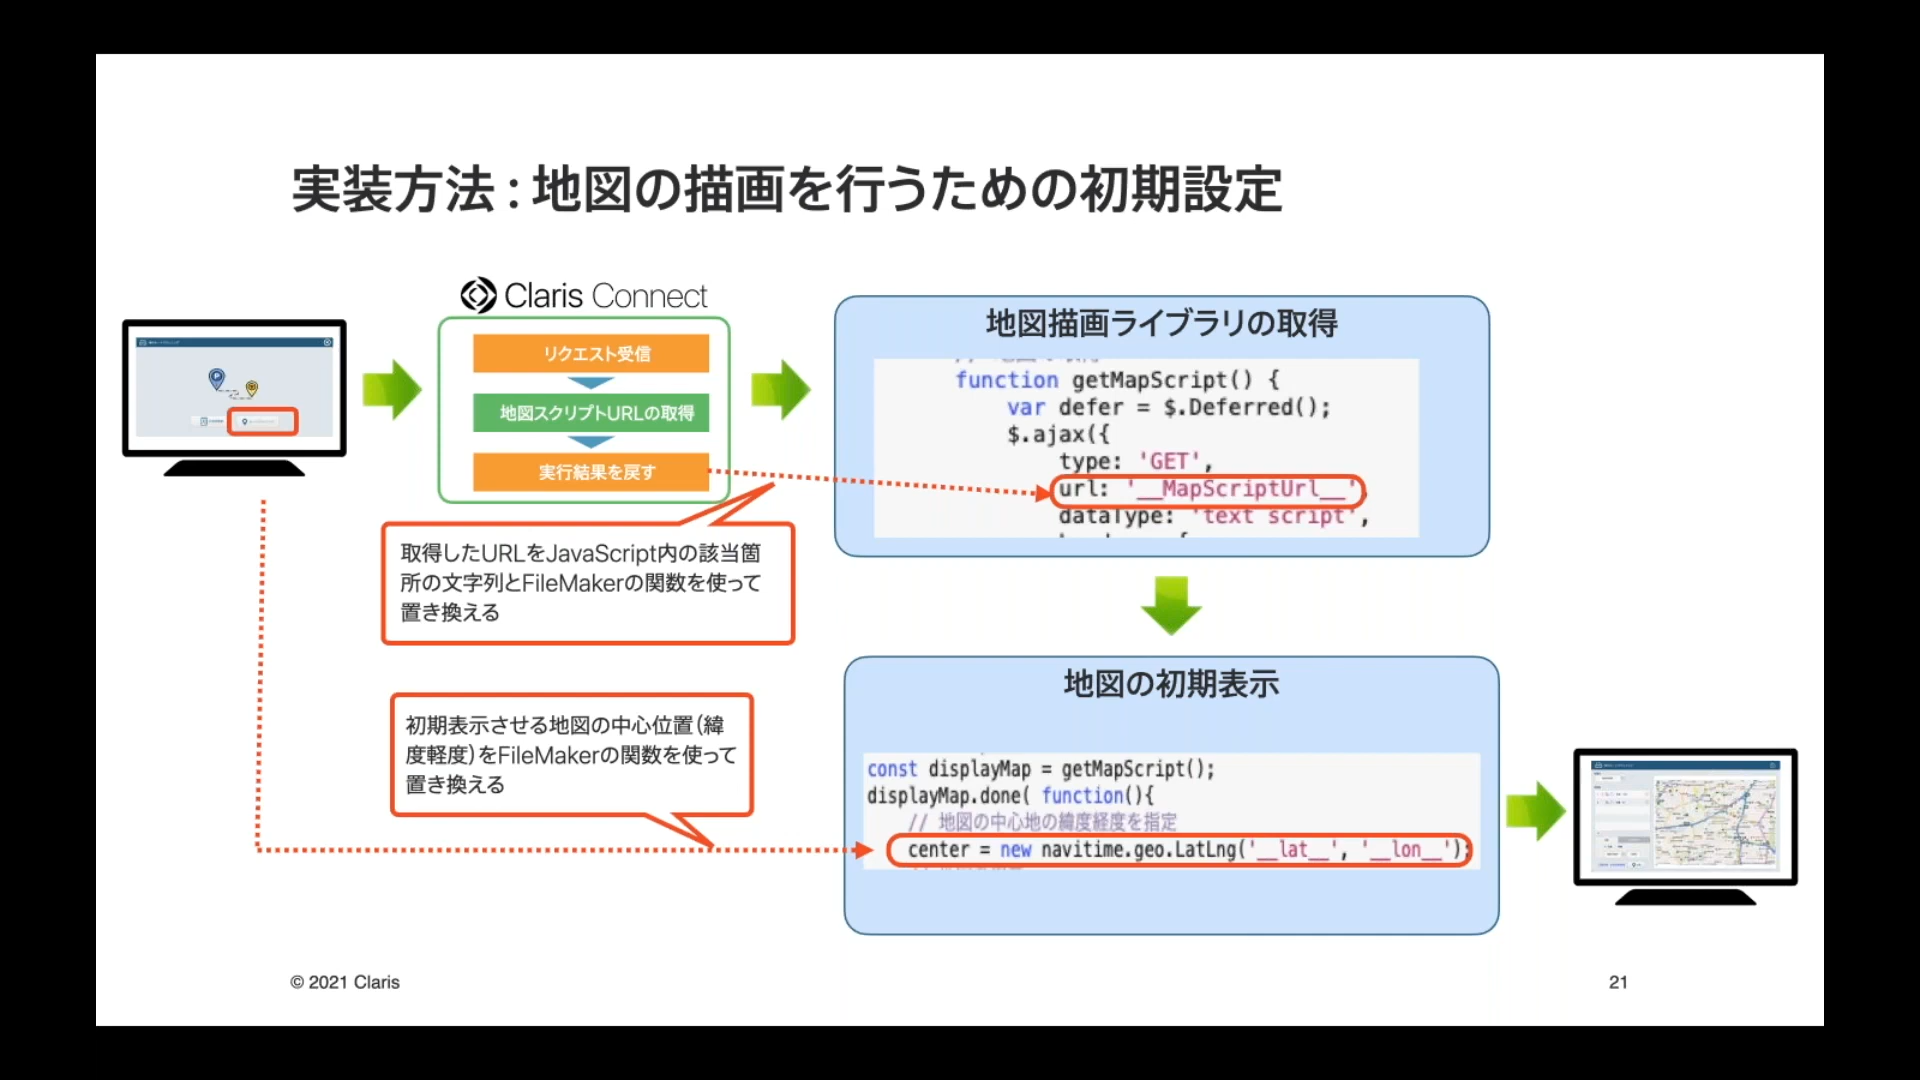 実装方法 : 地図の描画を行うための初期設定
Claris Connect
リクエスト受信
地図スクリプトURLの取得
実行結果を戻す
取得したURLをJavaScript内の該当箇
所の文字列とFileMakerの関数を使って
置き換える
初期表示させる地図の中心位置(緯
度軽度)をFileMakerの関数を使って
置き換える
地図描画ライブラリの取得
function getMapScript() {
var defer = $.Deferred();
$.ajax({
type: 'GET',
url: '__MapScriptUrl__',
dataType: 'text script',
地図の初期表示
const displayMap = getMapScript();
displayMap.done( function(){
// 地図の中心地の緯度経度を指定
center = new navitime.geo.LatLng('__lat__', '__lon__');
© 2021 Claris
21